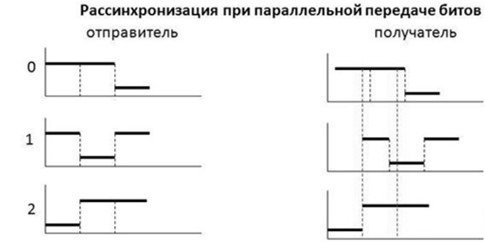 Рассинхронизация при параллельной передаче битов
отправитель
получатель
0
1
2